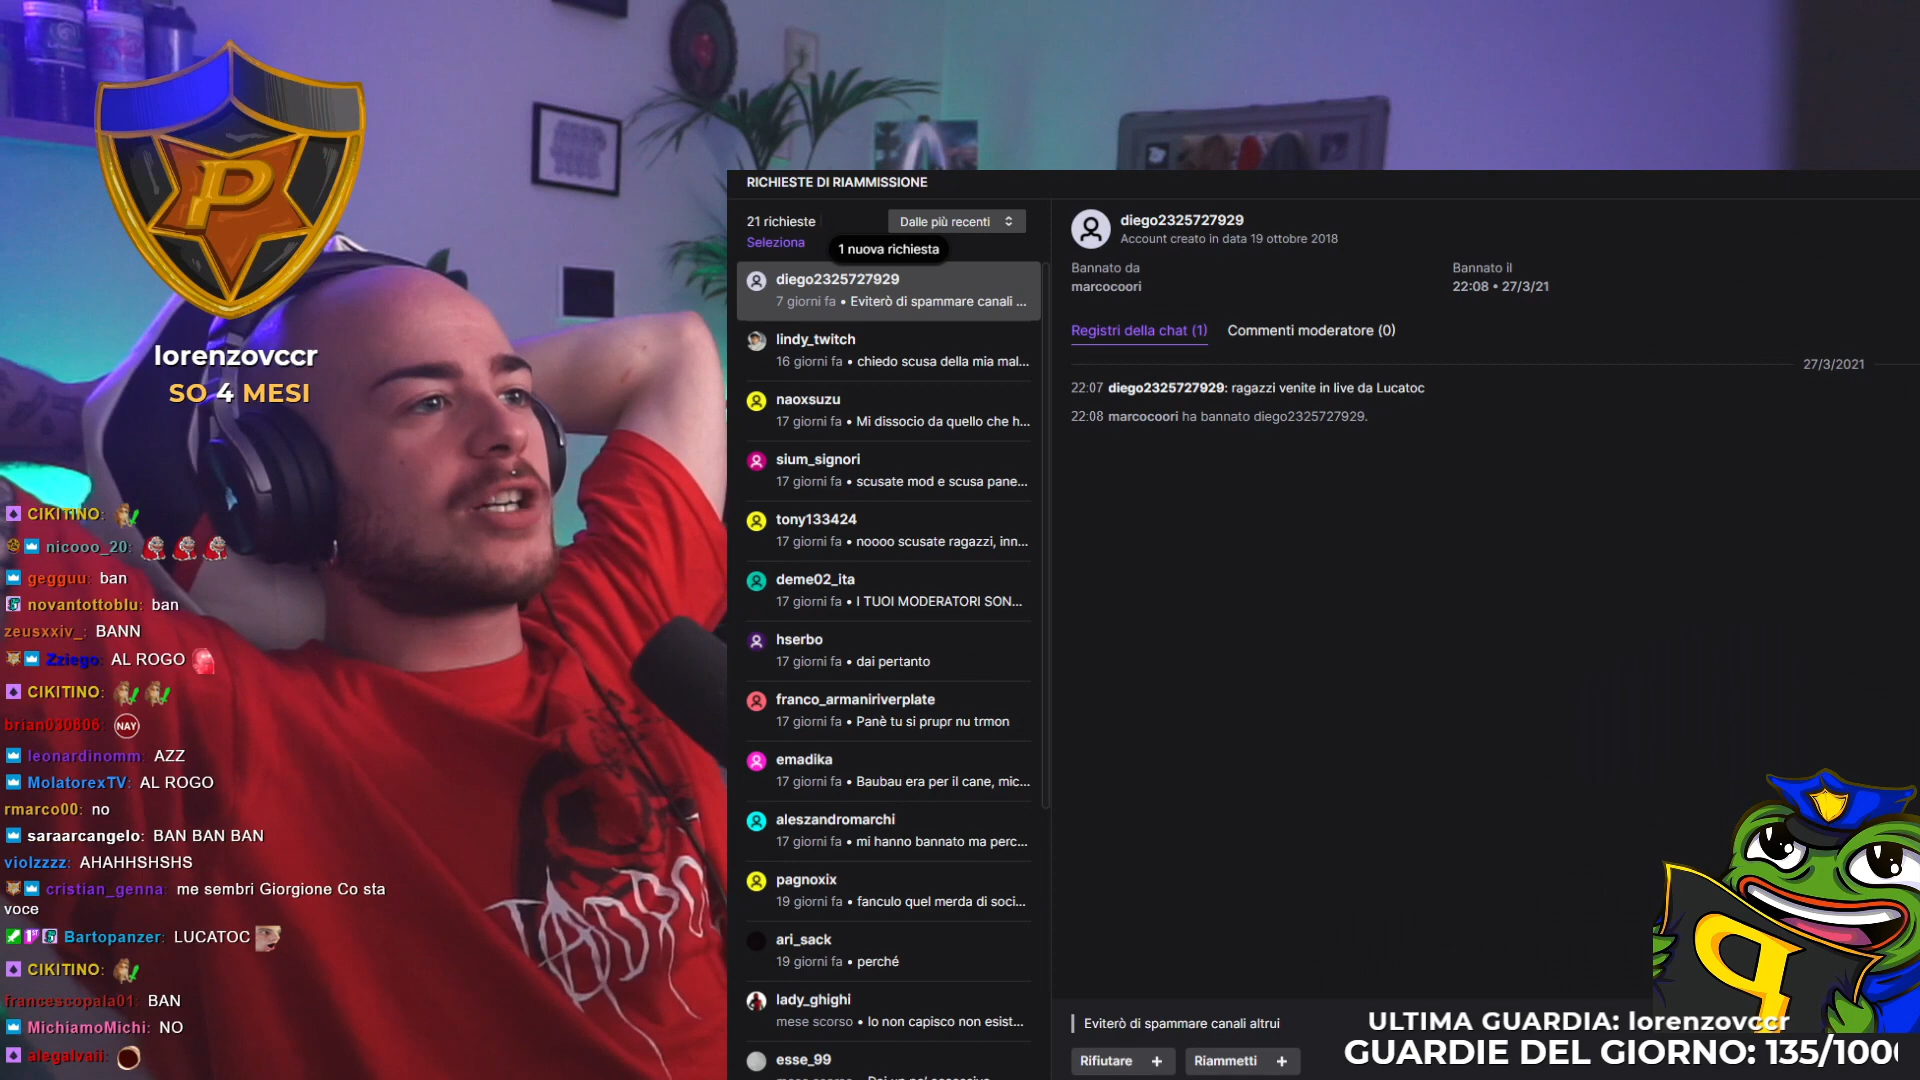 P
lorenzovccr
SO 4 MESI
CIKITINO:
nicooo_20:
gegguu: ban
novantottoblu: ban
zeusxxiv_: BANN
Zziego: AL ROGO
CIKITINO:
brian030606: NAY
leonardinomm: AZZ
MolatorexTV: AL ROGO
rmarco00: no
saraarcangelo: BAN BAN BAN
violzzzz: AHAHHSHSHS
cristian_genna: me sembri Giorgione Co sta
voce
1ST Bartopanzer: LUCATOC
CIKITINO:
francescopala01: BAN
MichiamoMichi: NO
alegalvaii:
RICHIESTE DI RIAMMISSIONE
21 richieste
Dalle più recenti
Seleziona
1 nuova richiesta
diego2325727929
7 giorni fa • Eviterò di spammare canali ...
lindy_twitch
16 giorni fa • chiedo scusa della mia mal...
naoxsuzu
17 giorni fa • Mi dissocio da quello che h...
sium_signori
17 giorni fa • scusate mod e scusa pane...
tony133424
17 giorni fa • noooo scusate ragazzi, inn...
deme02_ita
17 giorni fa • I TUOI MODERATORI SON...
hserbo
17 giorni fa • dai pertanto
franco_armaniriverplate
17 giorni fa • Panè tu si prupr nu trmon
emadika
17 giorni fa • Baubau era per il cane, mic...
aleszandromarchi
17 giorni fa • mi hanno bannato ma perc...
pagnoxix
19 giorni fa • fanculo quel merda di soci...
ari_sack
19 giorni fa • perché
lady_ghighi
mese scorso • Io non capisco non esist...
esse_99
diego2325727929
Account creato in data 19 ottobre 2018
Bannato da
marcocoori
Bannato il
22:08 • 27/3/21
Registri della chat (1)
Commenti moderatore (0)
27/3/2021
22:07 diego2325727929: ragazzi venite in live da Lucatoc
22:08 marcocoori ha bannato diego2325727929.
Eviterò di spammare canali altrui
Rifiutare +
Riammetti +
P
ULTIMA GUARDIA: lorenzovccr
GUARDIE DEL GIORNO: 135/100